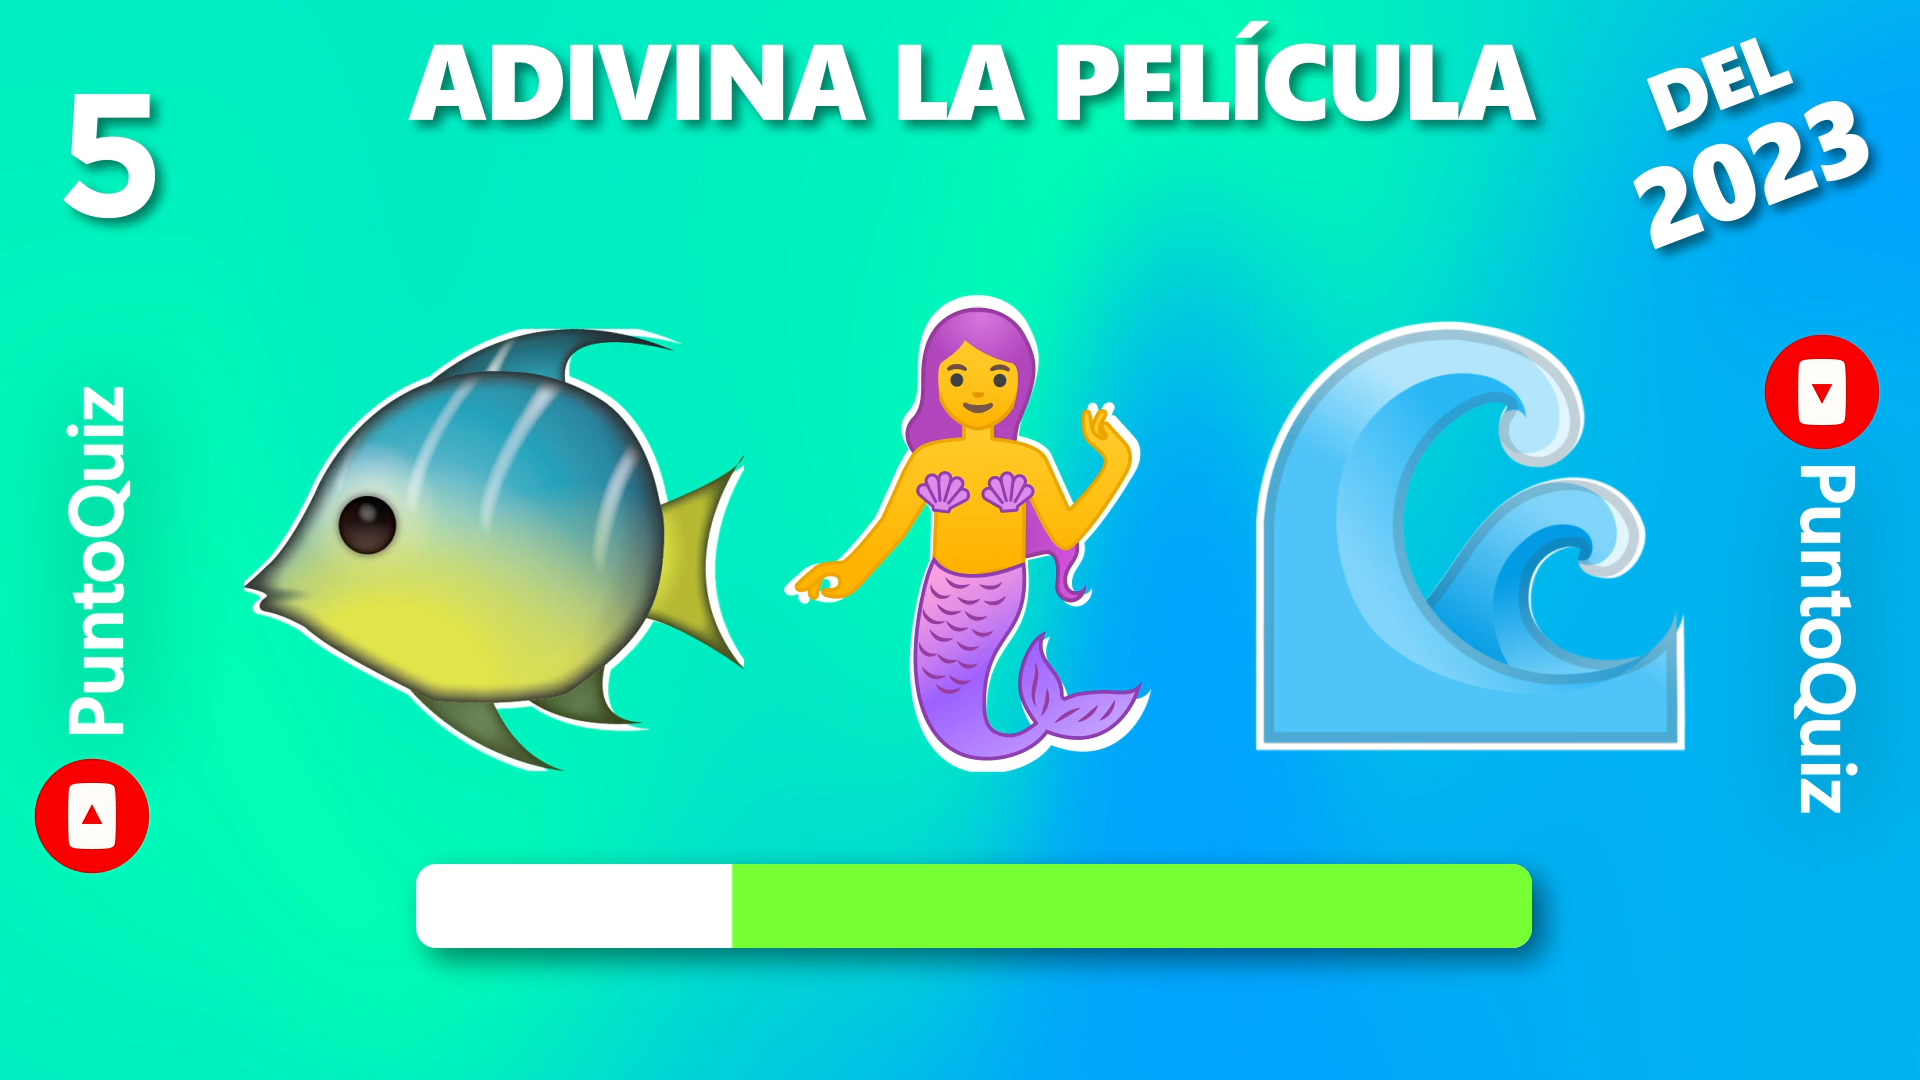 5
ADIVINA LA PELÍCULA
DEL
2023
PuntoQuiz
PuntoQuiz